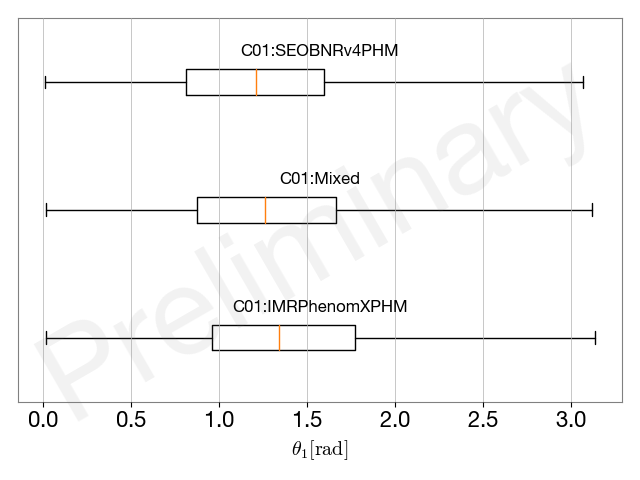 C01:SEOBNRv4PHM
C01:Mixed
C01:IMRPhenomXPHM
Preliminary
0.0 0.5 1.0 1.5 2.0 2.5 3.0
θ₁[rad]